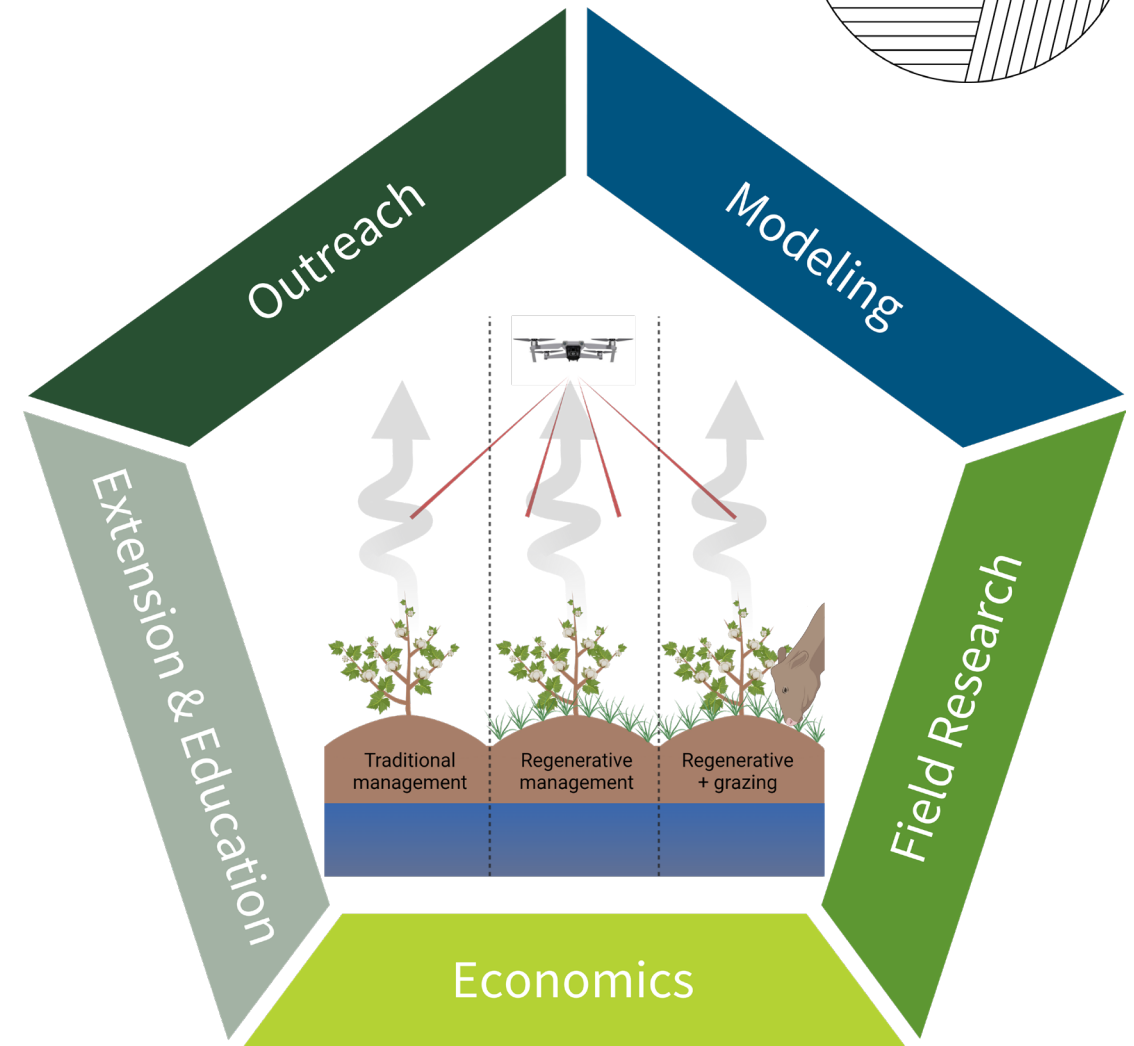 Outreach
Modeling
Extension & Education
Field Research
Traditional
management
Regenerative
management
Regenerative
+ grazing
Economics